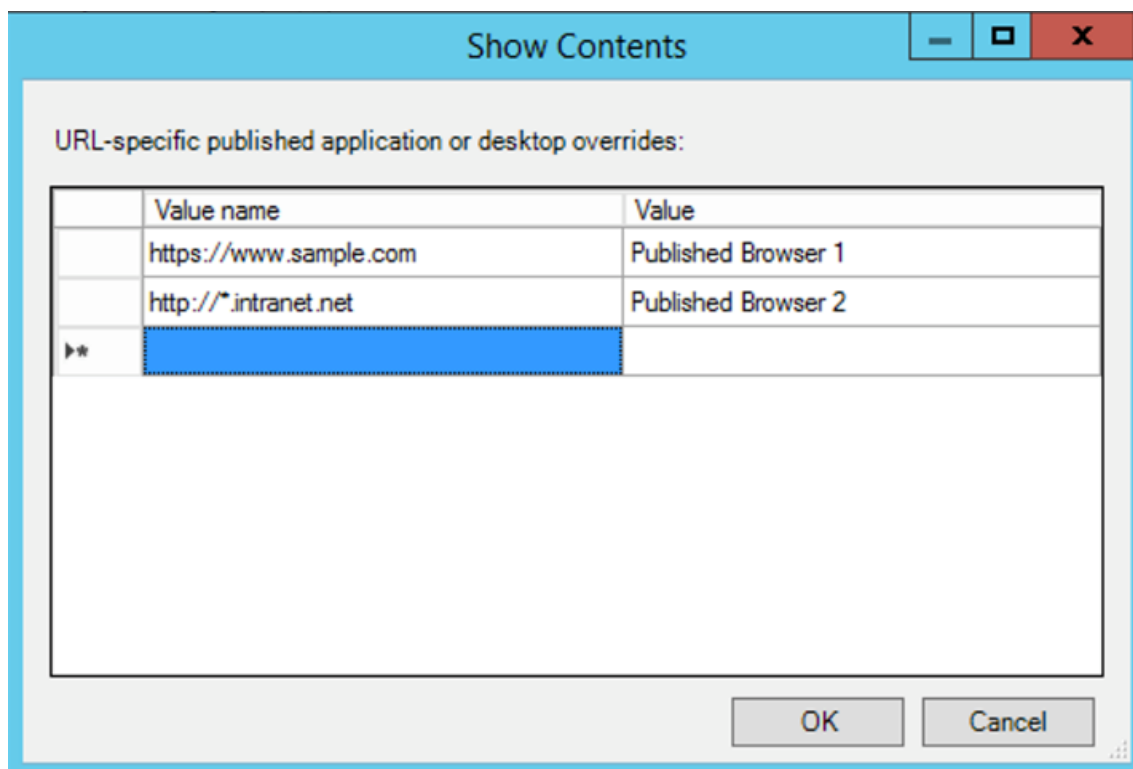 Show Contents
URL-specific published application or desktop overrides:
Value name Value
https://www.sample.com Published Browser 1
http://*.intranet.net Published Browser 2
OK Cancel